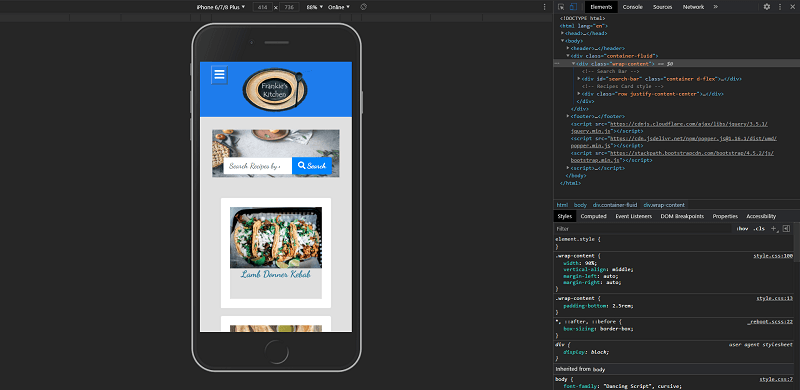 iPhone 6/7/8 Plus ▼ 414 × 736 88% ▼ Online ▼
Frankie's
Kitchen
Search Recipes by
Search
Lamb Donner Kebab
Elements Console Sources Network »
<!DOCTYPE html>
<html lang="en">
▶<head>…</head>
▼<body>
▶<header>…</header>
▼<div class="container-fluid">
▼<div class="wrap-content"> == $0
<!-- Search Bar -->
▶<div id="search-bar" class="container d-flex">…</div>
<!-- Recipes Card style -->
▶<div class="row justify-content-center">…</div>
</div>
</div>
▶<footer>…</footer>
<script src="https://cdnjs.cloudflare.com/ajax/libs/jquery/3.5.1/
jquery.min.js"></script>
<script src="https://cdn.jsdelivr.net/npm/popper.js@1.16.1/dist/umd/
popper.min.js"></script>
<script src="https://stackpath.bootstrapcdn.com/bootstrap/4.5.2/js/
bootstrap.min.js"></script>
▶<script>…</script>
</body>
</html>
html body div.container-fluid div.wrap-content
Styles Computed Event Listeners DOM Breakpoints Properties Accessibility
Filter :hov .cls +
element.style {
}
.wrap-content { style.css:100
width: 90%;
vertical-align: middle;
margin-left: auto;
margin-right: auto;
}
.wrap-content { style.css:13
padding-bottom: 2.5rem;
}
*, ::after, ::before { _reboot.scss:22
box-sizing: border-box;
}
div { user agent stylesheet
display: block;
}
Inherited from body
body { style.css:7
font-family: "Dancing Script", cursive;